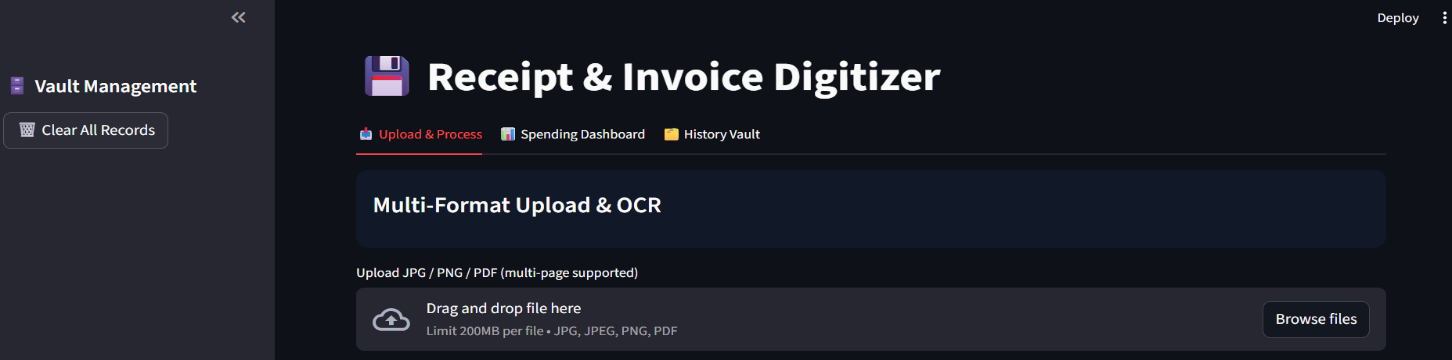 Deploy
Vault Management
Clear All Records
Receipt & Invoice Digitizer
Upload & Process
Spending Dashboard
History Vault
Multi-Format Upload & OCR
Upload JPG / PNG / PDF (multi-page supported)
Drag and drop file here
Limit 200MB per file • JPG, JPEG, PNG, PDF
Browse files